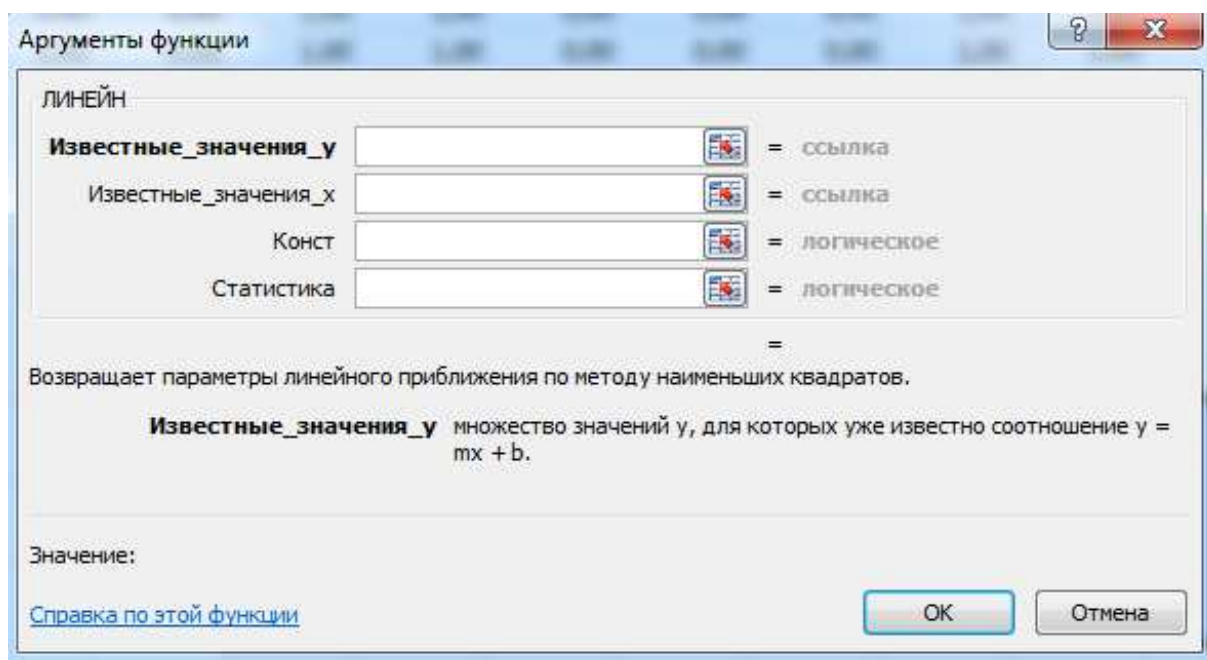 Аргументы функции
ЛИНЕЙН
Известные_значения_y = ссылка
Известные_значения_x = ссылка
Конст = логическое
Статистика = логическое
=
Возвращает параметры линейного приближения по методу наименьших квадратов.
Известные_значения_y множество значений y, для которых уже известно соотношение y =
mx + b.
Значение:
Справка по этой функции
ОК
Отмена